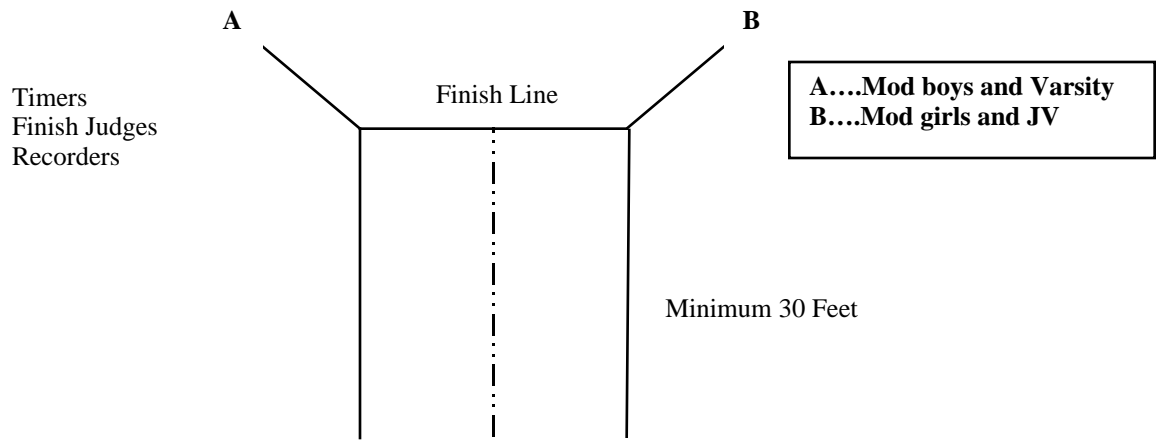 A
B
Timers
Finish Judges
Recorders
Finish Line
A….Mod boys and Varsity
B….Mod girls and JV
Minimum 30 Feet